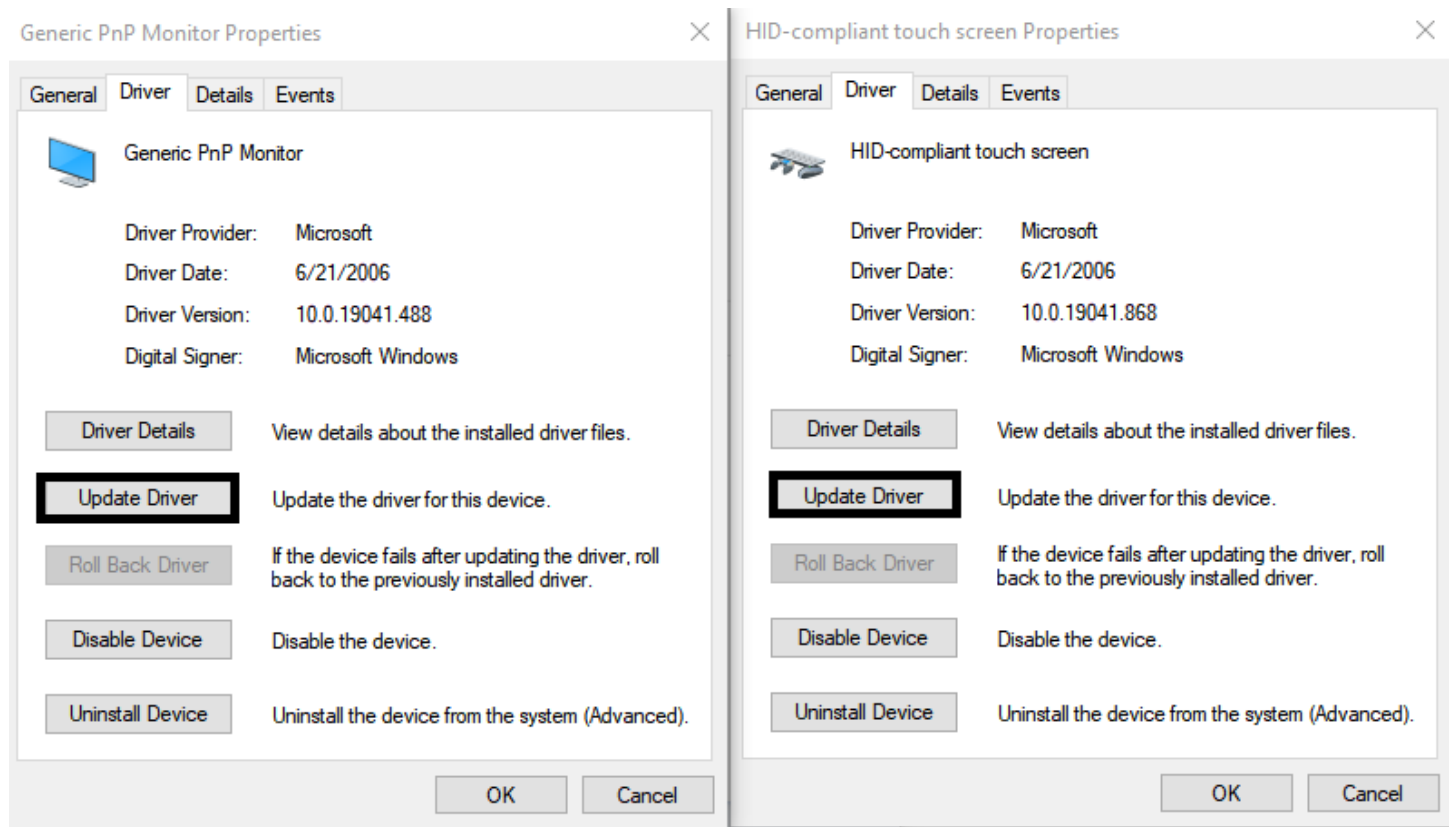 Generic PnP Monitor Properties
General Driver Details Events
Generic PnP Monitor
Driver Provider: Microsoft
Driver Date: 6/21/2006
Driver Version: 10.0.19041.488
Digital Signer: Microsoft Windows
Driver Details View details about the installed driver files.
Update Driver Update the driver for this device.
Roll Back Driver If the device fails after updating the driver, roll
back to the previously installed driver.
Disable Device Disable the device.
Uninstall Device Uninstall the device from the system (Advanced).
OK Cancel
HID-compliant touch screen Properties
General Driver Details Events
HID-compliant touch screen
Driver Provider: Microsoft
Driver Date: 6/21/2006
Driver Version: 10.0.19041.868
Digital Signer: Microsoft Windows
Driver Details View details about the installed driver files.
Update Driver Update the driver for this device.
Roll Back Driver If the device fails after updating the driver, roll
back to the previously installed driver.
Disable Device Disable the device.
Uninstall Device Uninstall the device from the system (Advanced).
OK Cancel